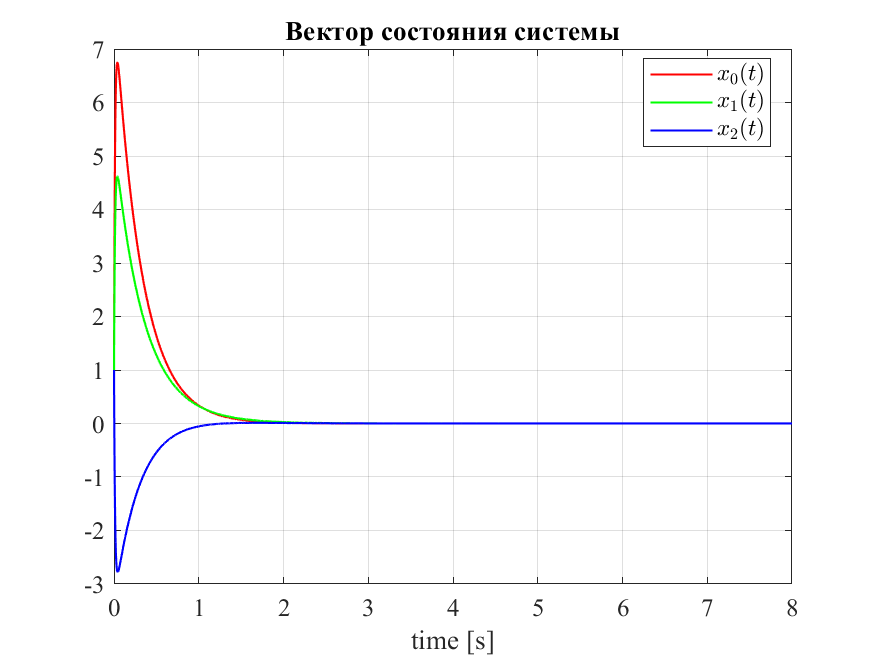 Вектор состояния системы
x₀(t)
x₁(t)
x₂(t)
7
6
5
4
3
2
1
0
-1
-2
-3
0 1 2 3 4 5 6 7 8
time [s]